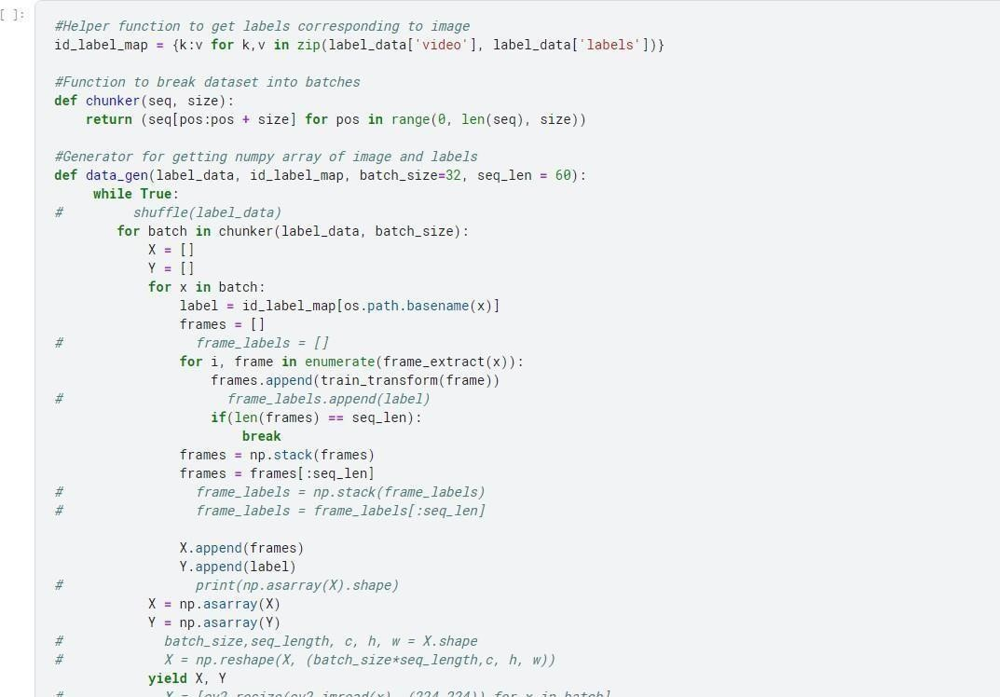 [ ]:
#Helper function to get labels corresponding to image
id_label_map = {k:v for k,v in zip(label_data['video'], label_data['labels'])}
#Function to break dataset into batches
def chunker(seq, size):
    return (seq[pos:pos + size] for pos in range(0, len(seq), size))
#Generator for getting numpy array of image and labels
def data_gen(label_data, id_label_map, batch_size=32, seq_len = 60):
     while True:
#         shuffle(label_data)
        for batch in chunker(label_data, batch_size):
            X = []
            Y = []
            for x in batch:
                label = id_label_map[os.path.basename(x)]
                frames = []
#                 frame_labels = []
                for i, frame in enumerate(frame_extract(x)):
                    frames.append(train_transform(frame))
#                     frame_labels.append(label)
                    if(len(frames) == seq_len):
                        break
                frames = np.stack(frames)
                frames = frames[:seq_len]
#                 frame_labels = np.stack(frame_labels)
#                 frame_labels = frame_labels[:seq_len]
                X.append(frames)
                Y.append(label)
#                 print(np.asarray(X).shape)
            X = np.asarray(X)
            Y = np.asarray(Y)
#             batch_size,seq_length, c, h, w = X.shape
#             X = np.reshape(X, (batch_size*seq_length,c, h, w))
            yield X, Y
#             X = [cv2.resize(cv2.imread(x), (224,224)) for x in batch]